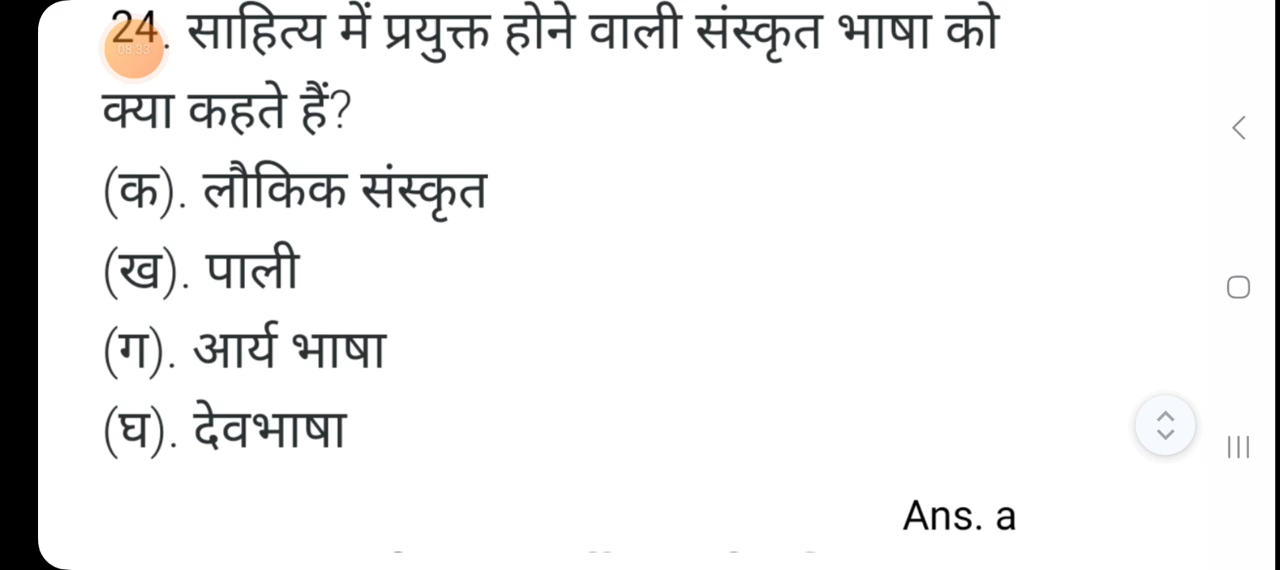 24. साहित्य में प्रयुक्त होने वाली संस्कृत भाषा को
क्या कहते हैं?
(क). लौकिक संस्कृत
(ख). पाली
(ग). आर्य भाषा
(घ). देवभाषा
Ans. a